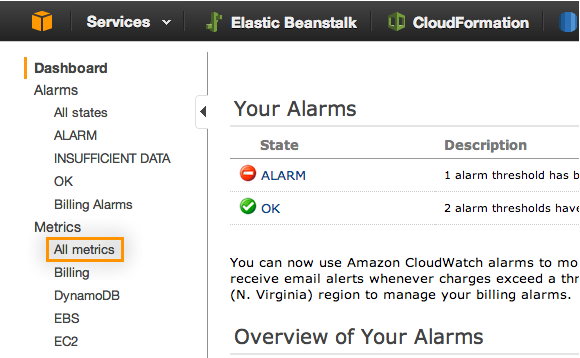 Services Elastic Beanstalk CloudFormation
Dashboard
Alarms
All states
ALARM
INSUFFICIENT DATA
OK
Billing Alarms
Metrics
All metrics
Billing
DynamoDB
EBS
EC2
Your Alarms
State Description
ALARM 1 alarm threshold has b
OK 2 alarm thresholds have
You can now use Amazon CloudWatch alarms to mo
receive email alerts whenever charges exceed a thr
(N. Virginia) region to manage your billing alarms.
Overview of Your Alarms